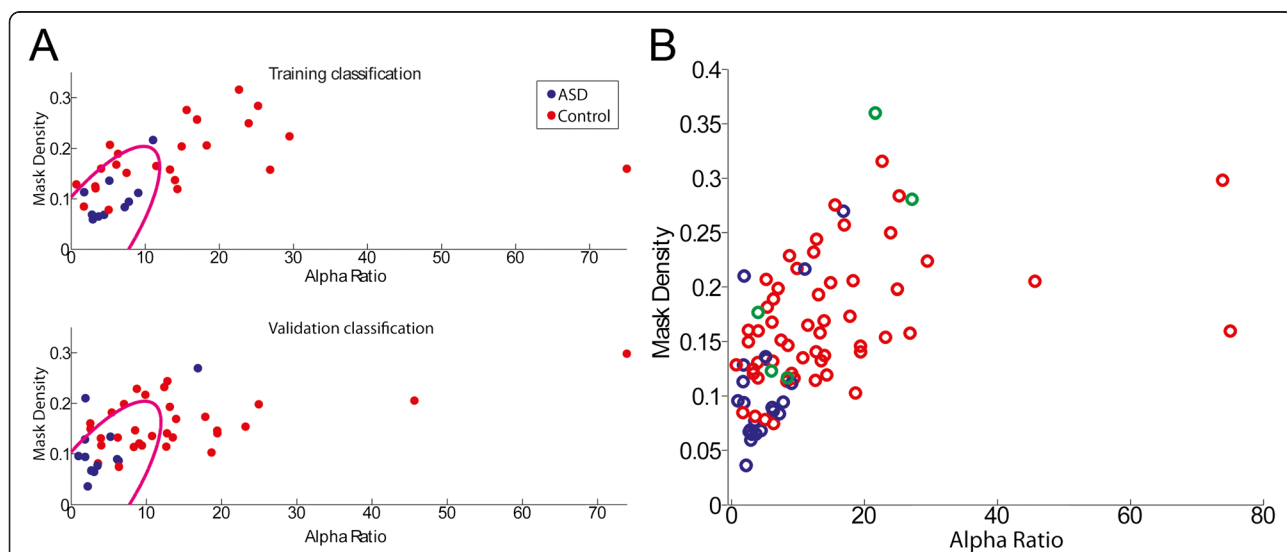 A
Training classification
ASD
Control
Mask Density
0.3
0.2
0.1
0
0 10 20 30 40 50 60 70
Alpha Ratio
Validation classification
Mask Density
0.3
0.2
0.1
0
0 10 20 30 40 50 60 70
Alpha Ratio
B
Mask Density
0.4
0.35
0.3
0.25
0.2
0.15
0.1
0.05
0
0 20 40 60 80
Alpha Ratio